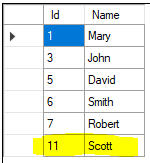 Id Name
1 Mary
3 John
5 David
6 Smith
7 Robert
11 Scott